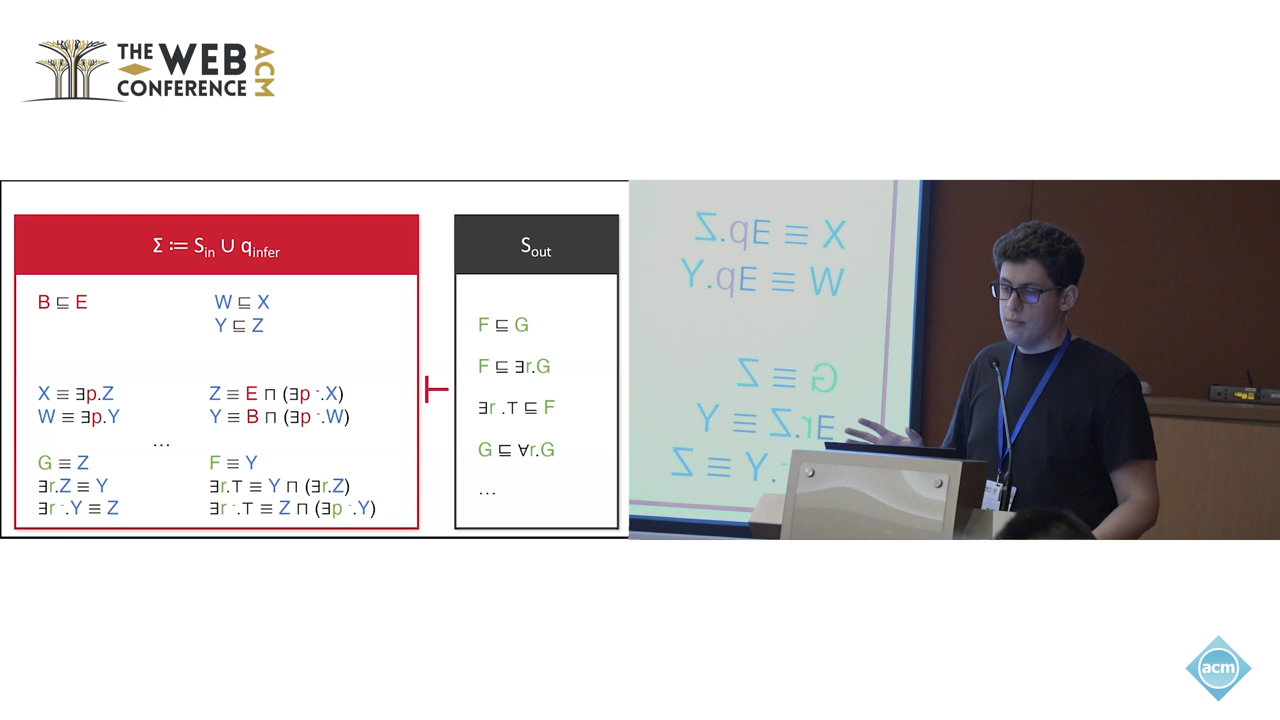 THE WEB
CONFERENCE
ACM
Σ ≔ S_in ∪ q_infer
B ⊑ E
W ⊑ X
Y ⊑ Z
X ≡ ∃p.Z
Z ≡ E ⊓ (∃p⁻.X)
W ≡ ∃p.Y
Y ≡ B ⊓ (∃p⁻.W)
…
G ≡ Z
F ≡ Y
∃r.Z ≡ Y
∃r.⊤ ≡ Y ⊓ (∃r.Z)
∃r⁻.Y ≡ Z
∃r⁻.⊤ ≡ Z ⊓ (∃p⁻.Y)
⊢
S_out
F ⊑ G
F ⊑ ∃r.G
∃r.⊤ ⊑ F
G ⊑ ∀r.G
…
X ≡ ∃p.Z
W ≡ ∃p.Y
G ≡ Z
∃r.Z ≡ Y
.Y ≡ Z
acm